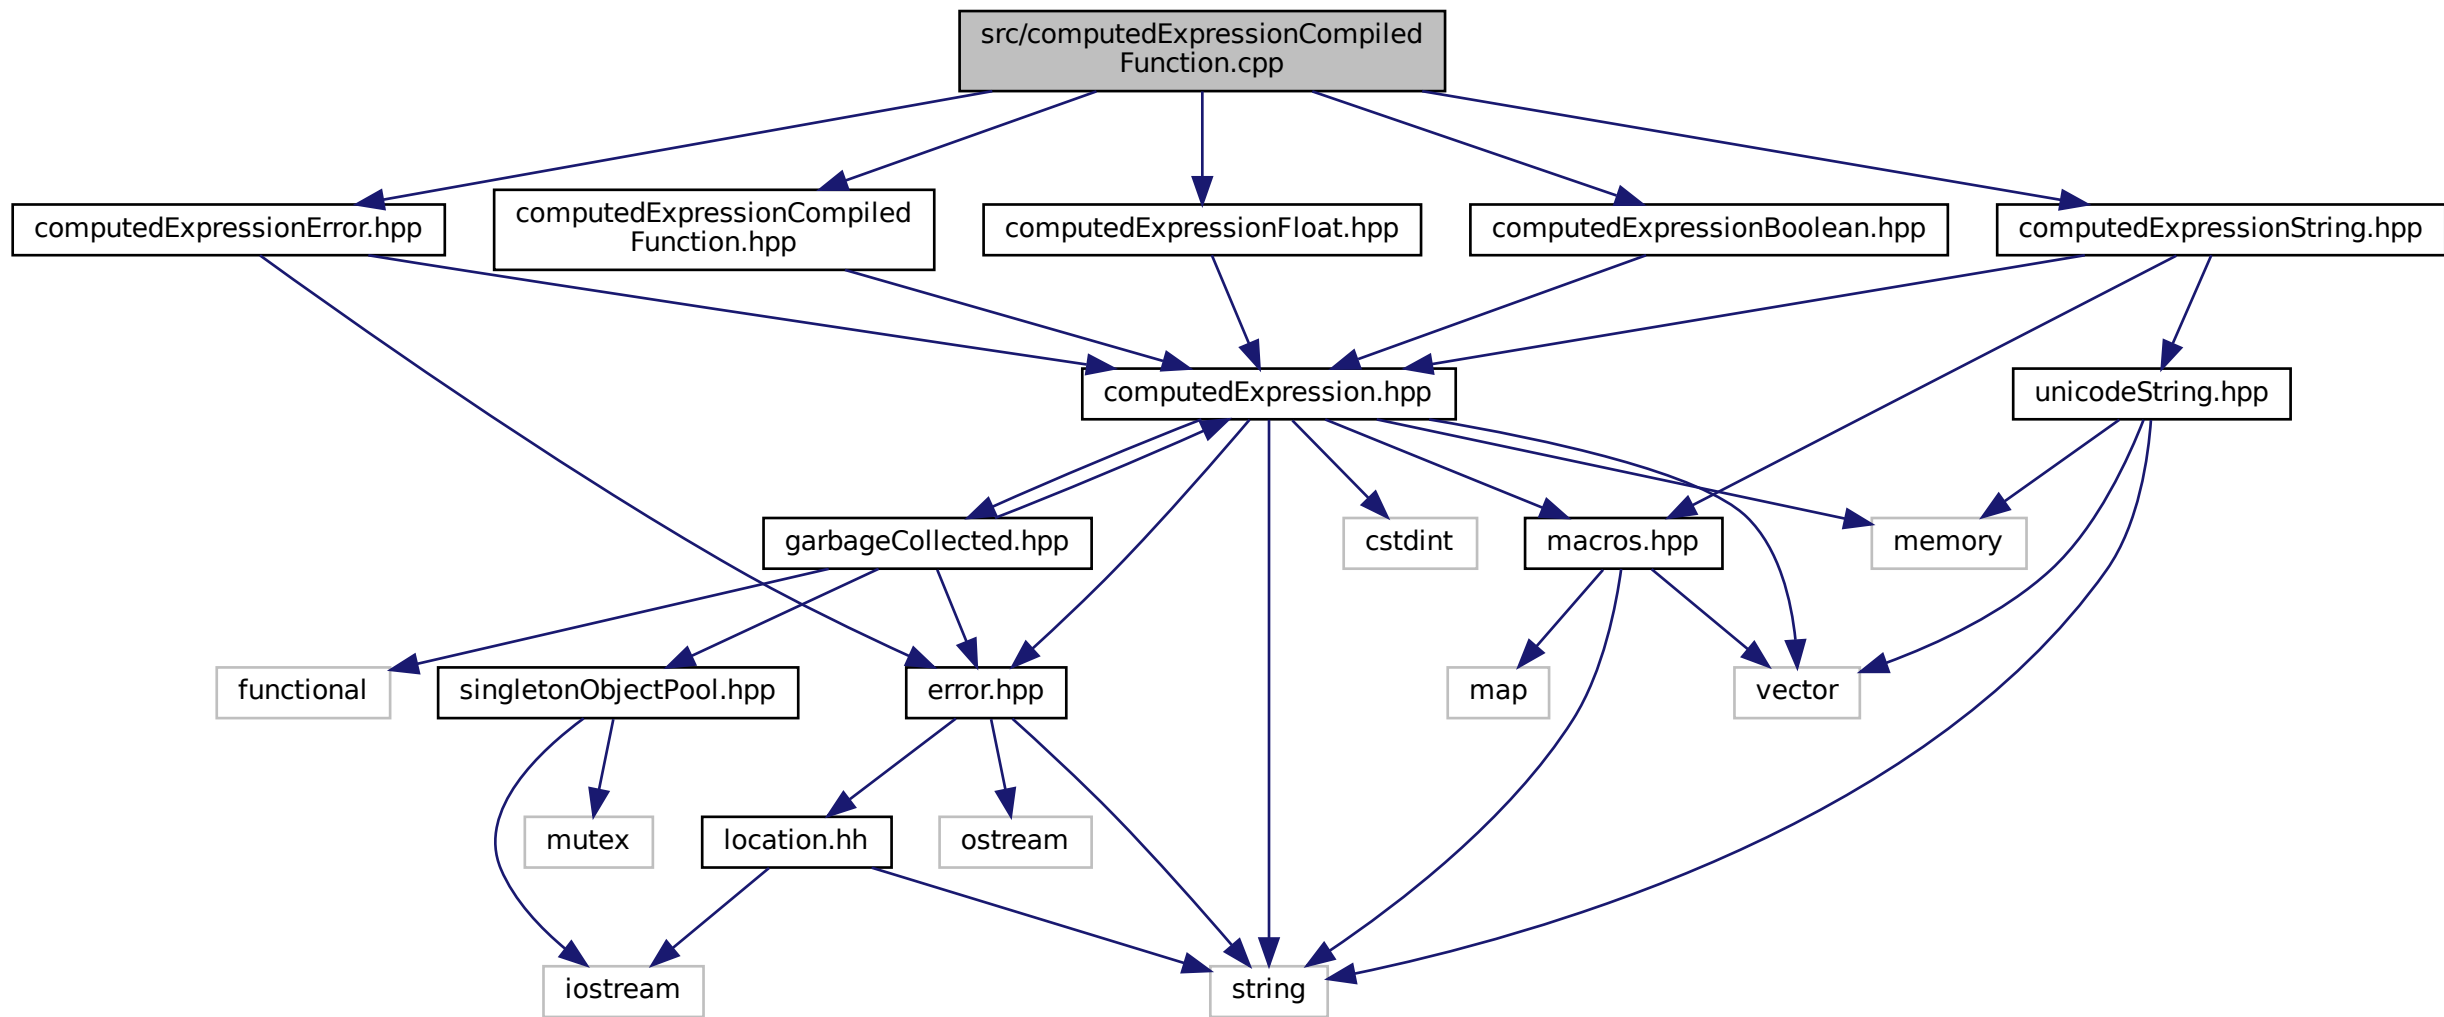 src/computedExpressionCompiled
Function.cpp
computedExpressionError.hpp
computedExpressionCompiled
Function.hpp
computedExpressionFloat.hpp
computedExpressionBoolean.hpp
computedExpressionString.hpp
computedExpression.hpp
unicodeString.hpp
garbageCollected.hpp
cstdint
macros.hpp
memory
functional
singletonObjectPool.hpp
error.hpp
map
vector
mutex
location.hh
ostream
iostream
string